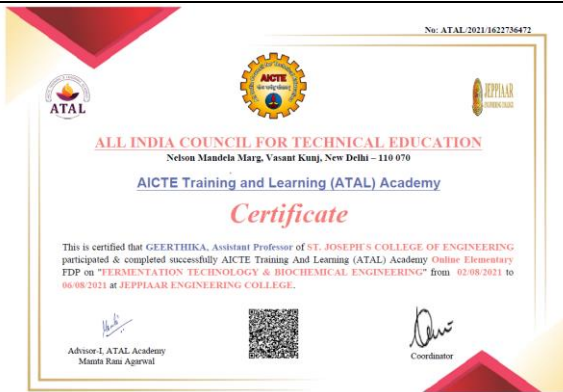 No: ATAL/2021/1622736472
ATAL
AICTE
JEPPIAAR
ENGINEERING COLLEGE
ALL INDIA COUNCIL FOR TECHNICAL EDUCATION
Nelson Mandela Marg, Vasant Kunj, New Delhi – 110 070
AICTE Training and Learning (ATAL) Academy
Certificate
This is certified that GEERTHIKA, Assistant Professor of ST. JOSEPH'S COLLEGE OF ENGINEERING
participated & completed successfully AICTE Training And Learning (ATAL) Academy Online Elementary
FDP on "FERMENTATION TECHNOLOGY & BIOCHEMICAL ENGINEERING" from 02/08/2021 to
06/08/2021 at JEPPIAAR ENGINEERING COLLEGE.
Advisor-I, ATAL Academy
Mamta Rani Agarwal
Coordinator